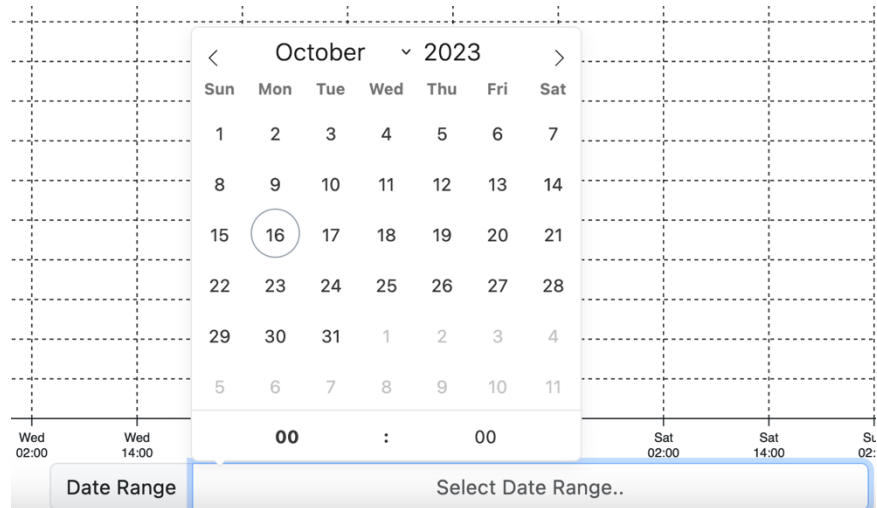 October 2023
Sun Mon Tue Wed Thu Fri Sat
1 2 3 4 5 6 7
8 9 10 11 12 13 14
15 16 17 18 19 20 21
22 23 24 25 26 27 28
29 30 31 1 2 3 4
5 6 7 8 9 10 11
00 : 00
Wed Wed Sat Sat
02:00 14:00 02:00 14:00 02:
Date Range Select Date Range..